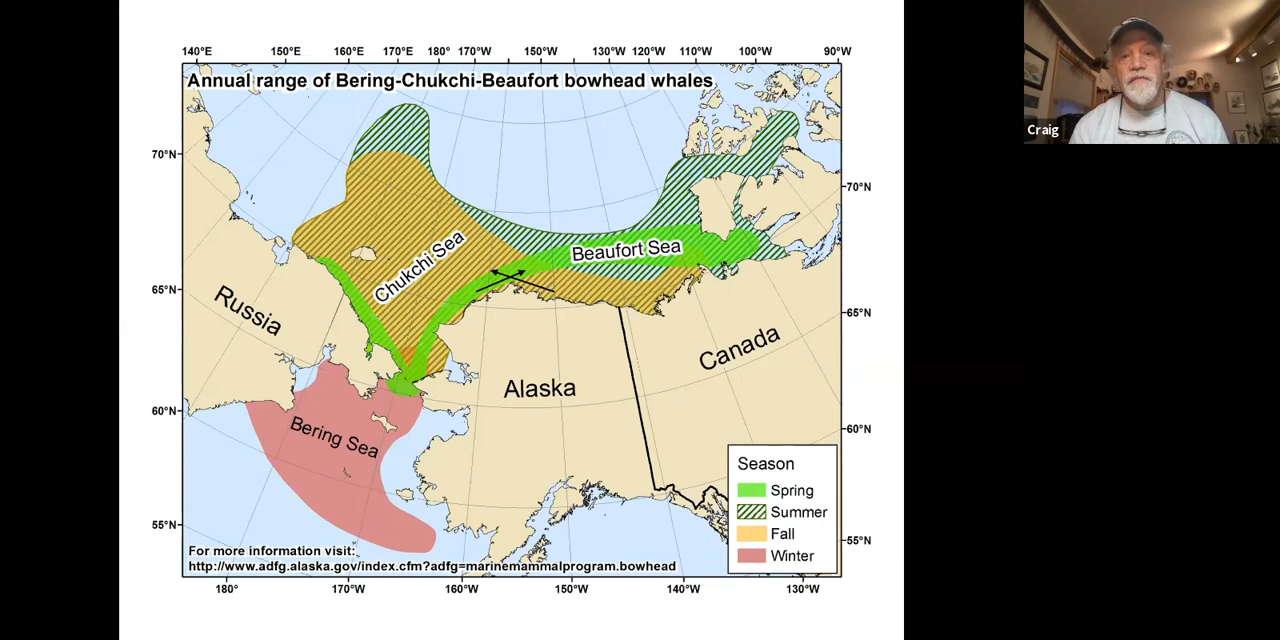 140°E 150°E 160°E 170°E 180° 170°W 150°W 130°W 120°W 110°W 100°W 90°W
Annual range of Bering-Chukchi-Beaufort bowhead whales
Craig
70°N
70°W
Chukchi Sea
Beaufort Sea
65°N
Russia
65°W
Canada
Alaska
60°N
60°W
Bering Sea
Season
Spring
Summer
Fall
Winter
55°N
55°W
For more information visit:
http://www.adfg.alaska.gov/index.cfm?adfg=marinemammalprogram.bowhead
180° 170°W 160°W 150°W 140°W 130°W